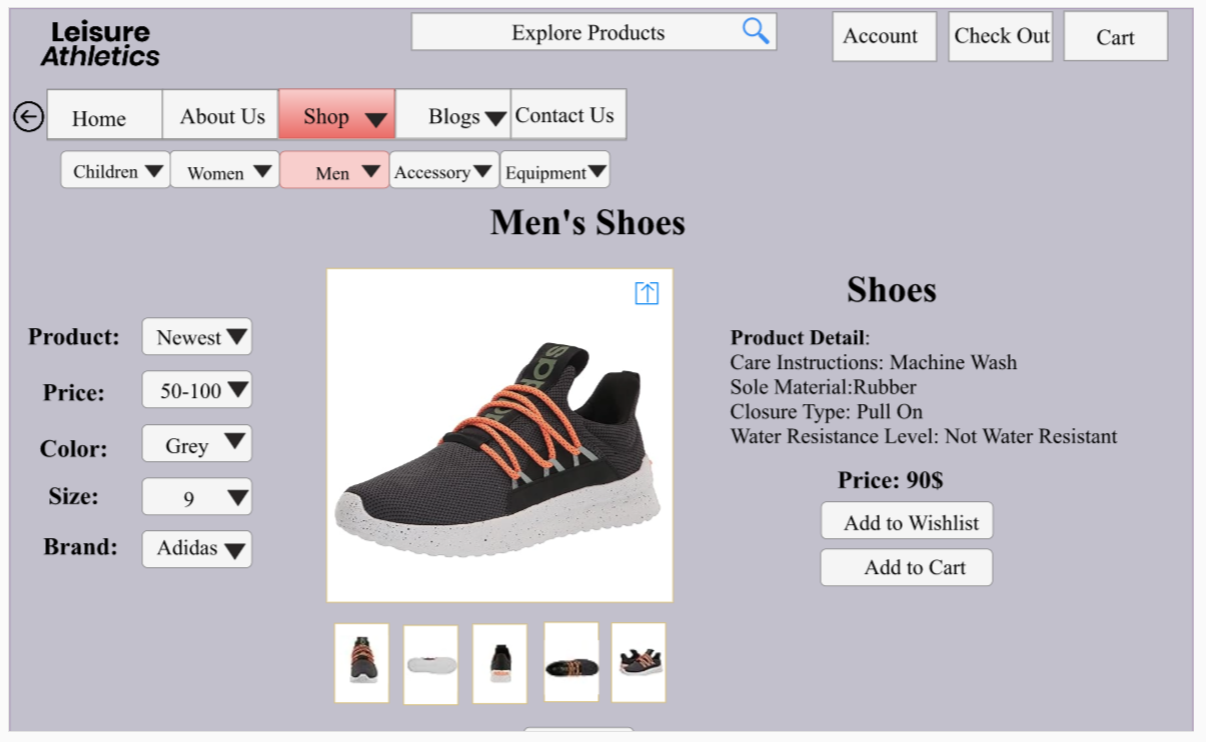 Leisure
Athletics
Explore Products
Account
Check Out
Cart
Home
About Us
Shop
Blogs
Contact Us
Children
Women
Men
Accessory
Equipment
Men's Shoes
Product:
Newest
Price:
50-100
Color:
Grey
Size:
9
Brand:
Adidas
das
Shoes
Product Detail:
Care Instructions: Machine Wash
Sole Material:Rubber
Closure Type: Pull On
Water Resistance Level: Not Water Resistant
Price: 90$
Add to Wishlist
Add to Cart